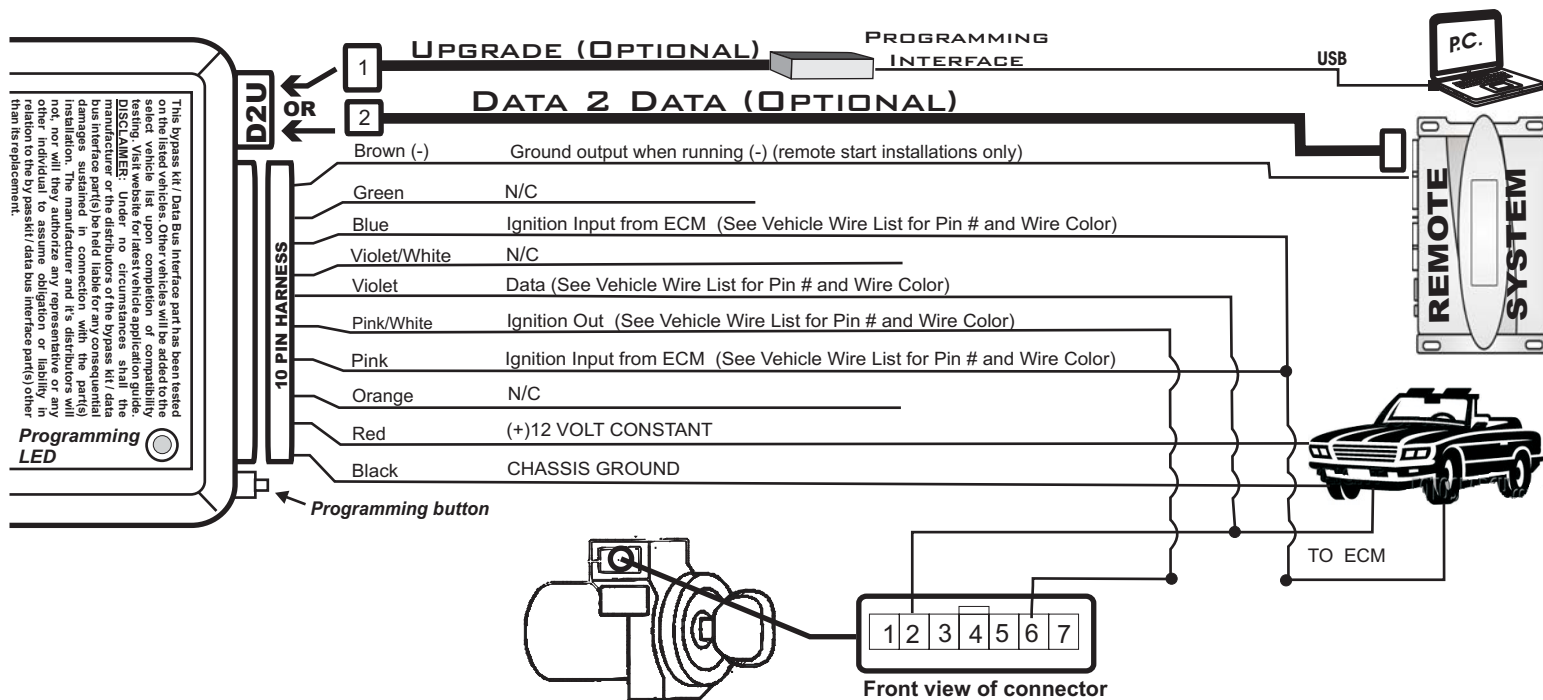 UPGRADE (OPTIONAL)
PROGRAMMING
INTERFACE
USB
P.C.
1
D2U
OR
2
DATA 2 DATA (OPTIONAL)
Brown (-) Ground output when running (-) (remote start installations only)
Green N/C
Blue Ignition Input from ECM (See Vehicle Wire List for Pin # and Wire Color)
Violet/White N/C
Violet Data (See Vehicle Wire List for Pin # and Wire Color)
Pink/White Ignition Out (See Vehicle Wire List for Pin # and Wire Color)
Pink Ignition Input from ECM (See Vehicle Wire List for Pin # and Wire Color)
Orange N/C
Red (+)12 VOLT CONSTANT
Black CHASSIS GROUND
10 PIN HARNESS
REMOTE
SYSTEM
This bypass kit / Data Bus Interface part has been tested
on the listed vehicles. Other vehicles will be added to the
select vehicle list upon completion of compatibility
testing. Visit website for latest vehicle application guide.
DISCLAIMER: Under no circumstances shall the
manufacturer or the distributors of the bypass kit / data
bus interface part(s) be held liable for any consequential
damages sustained in connection with the part(s)
installation. The manufacturer and it's distributors will
not, nor will they authorize any representative or any
other individual to assume obligation or liability in
relation to the by passkit / data bus interface part(s) other
than its replacement.
Programming
LED
Programming button
TO ECM
1 2 3 4 5 6 7
Front view of connector